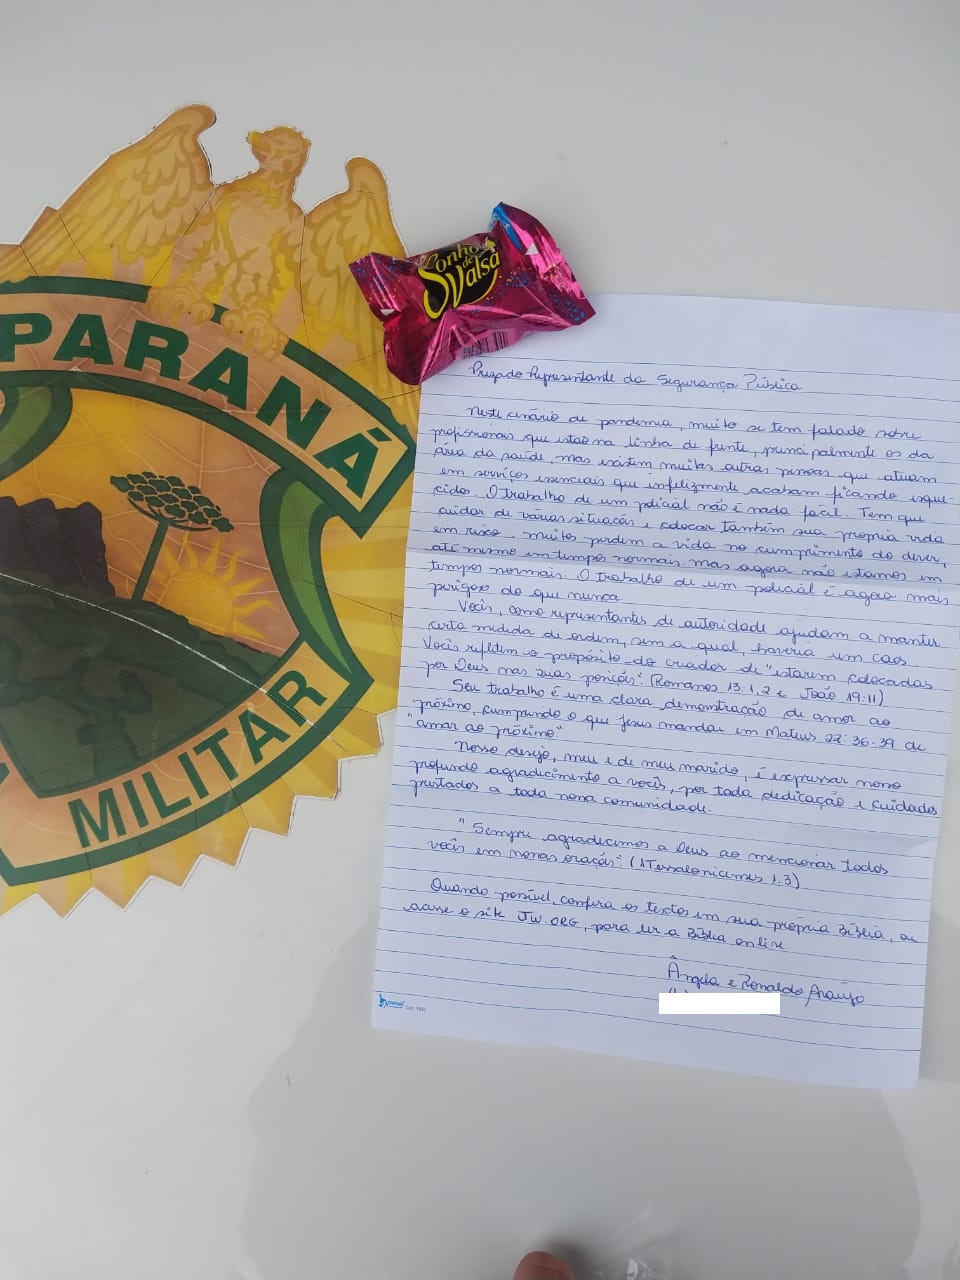 PARANÁ
MILITAR
Sonho
de
Valsa
Prezado Representante da Segurança Pública
Neste cenário de pandemia, muito se tem falado sobre
profissionais que estão na linha de frente, principalmente os da
área da saúde, mas existem muitas outras pessoas que atuam
em serviços essenciais que infelizmente acabam ficando esque-
cidos. O trabalho de um policial não é nada facil. Tem que
cuidar de várias situações e colocar também sua propria vida
em risco. Muitos perdem a vida no cumprimento do dever,
até mesmo em tempos normais mas agora não estamos em
tempos normais. O trabalho de um policial é agora mais
perigoso do que nunca.
Vocês, como representantes de autoridade ajudam a manter
certa medida de ordem, sem a qual, haveria um caos.
Vocês refletem o propósito do criador de "estarem colocadas
por Deus nas suas posições". (Romanos 13:1,2 e João 19:11)
Seu trabalho é uma clara demonstração de amor ao
próximo, cumprindo o que Jesus mandar em Mateus 22:36-39 de
"amar ao próximo"
Nosso desejo, meu e de meu marido, é expressar nosso
profundo agradecimento a vocês, por toda dedicação e cuidados
prestados a toda nossa comunidade.
"Sempre agradecemos a Deus ao mencionar todos
vocês em nossas orações". (1Tessalonicenses 1:3)
Quando possível, confira os textos em sua própria Bíblia, ou
acesse o site JW.ORG, para ler a Bíblia online.
Ângela e Ronaldo Araújo